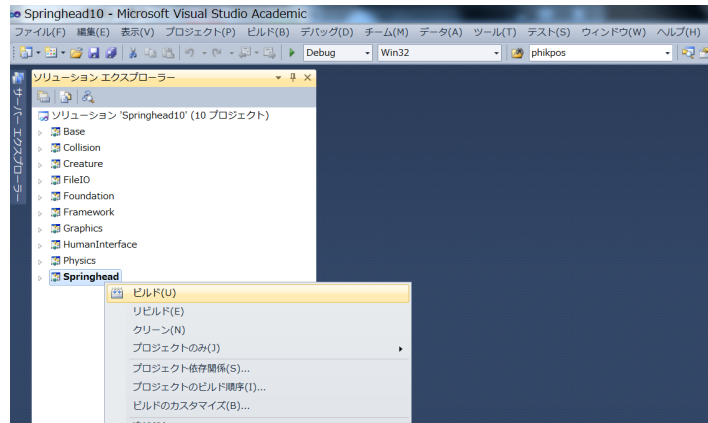 Springhead10 - Microsoft Visual Studio Academic
ファイル(F) 編集(E) 表示(V) プロジェクト(P) ビルド(B) デバッグ(D) チーム(M) データ(A) ツール(T) テスト(S) ウィンドウ(W) ヘルプ(H)
Debug Win32 phikpos
サーバー エクスプローラー
ソリューション エクスプローラー
ソリューション 'Springhead10' (10 プロジェクト)
Base
Collision
Creature
FileIO
Foundation
Framework
Graphics
HumanInterface
Physics
Springhead
ビルド(U)
リビルド(E)
クリーン(N)
プロジェクトのみ(J)
プロジェクト依存関係(S)...
プロジェクトのビルド順序(I)...
ビルドのカスタマイズ(B)...